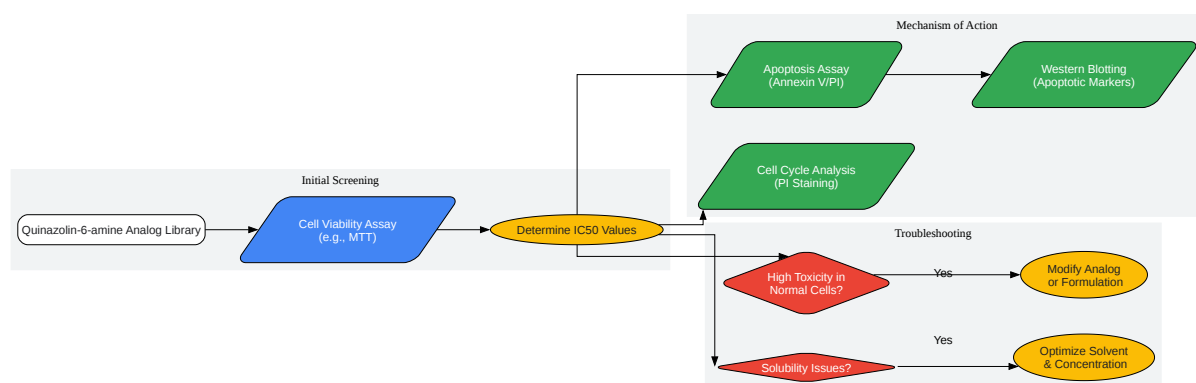 Mechanism of Action
Apoptosis Assay
(Annexin V/PI)
Western Blotting
(Apoptotic Markers)
Cell Cycle Analysis
(PI Staining)
Initial Screening
Quinazolin-6-amine Analog Library
Cell Viability Assay
(e.g., MTT)
Determine IC50 Values
Troubleshooting
High Toxicity in
Normal Cells?
Yes
Modify Analog
or Formulation
Solubility Issues?
Yes
Optimize Solvent
& Concentration